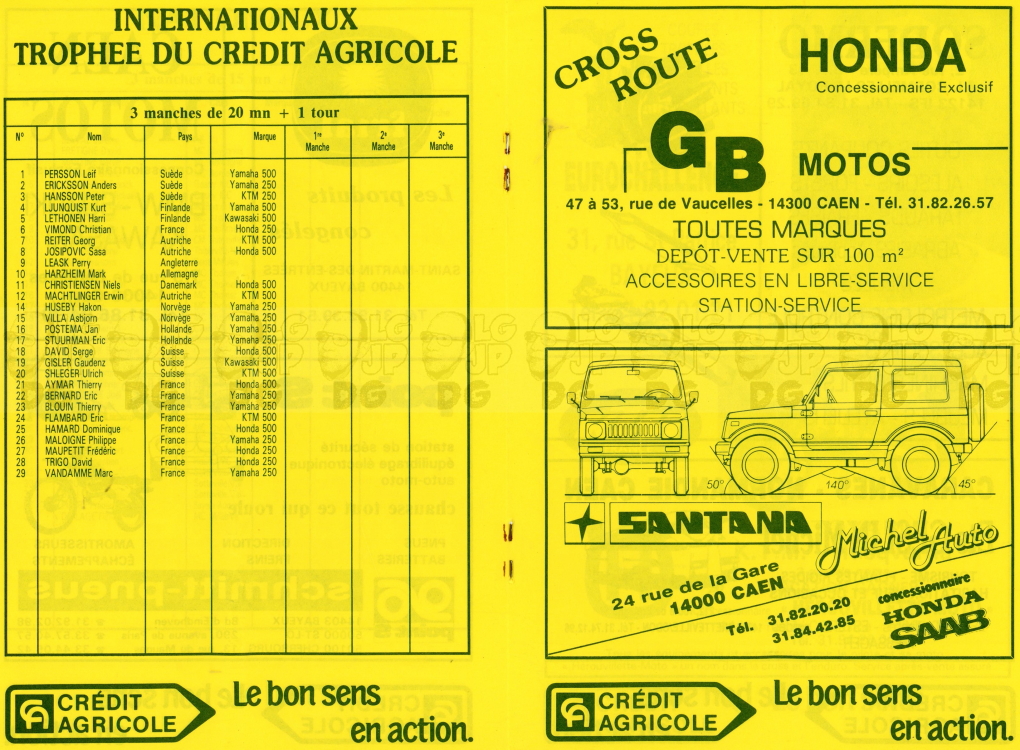 INTERNATIONAUX
TROPHEE DU CREDIT AGRICOLE
3 manches de 20 mn + 1 tour
Nº Nom Pays Marque 1re Manche 2e Manche 3e Manche
1 PERSSON Leif Suède Yamaha 500
2 ERICKSSON Anders Suède Yamaha 250
3 HANSSON Peter Suède KTM 250
4 LJUNQUIST Kurt Finlande Yamaha 500
5 LETHONEN Harri Finlande Kawasaki 500
6 VIMOND Christian France Honda 250
7 REITER Georg Autriche KTM 500
8 JOSIPOVIC Sasa Autriche Honda 500
9 LEASK Perry Angleterre
10 HARZHEIM Mark Allemagne
11 CHRISTIENSEN Niels Danemark Honda 500
12 MACHTLINGER Erwin Autriche KTM 500
14 HUSEBY Hakon Norvège Yamaha 250
15 VILLA Asbjorn Norvège Yamaha 250
16 POSTEMA Jan Hollande Yamaha 250
17 STUURMAN Eric Hollande Yamaha 250
18 DAVID Serge Suisse Honda 500
19 GISLER Gaudenz Suisse Kawasaki 500
20 SHLEGER Ulrich Suisse KTM 500
21 AYMAR Thierry France Honda 500
22 BERNARD Eric France Yamaha 250
23 BLOUIN Thierry France Yamaha 250
24 FLAMBARD Eric France KTM 500
25 HAMARD Dominique France Honda 500
26 MALOIGNE Philippe France Yamaha 250
27 MAUPETIT Frédéric France Honda 250
28 TRIGO David France Honda 250
29 VANDAMME Marc France Yamaha 250
CRÉDIT
AGRICOLE
Le bon sens
en action.
CROSS
ROUTE
HONDA
Concessionnaire Exclusif
GB MOTOS
47 à 53, rue de Vaucelles - 14300 CAEN - Tél. 31.82.26.57
TOUTES MARQUES
DEPÔT-VENTE SUR 100 m²
ACCESSOIRES EN LIBRE-SERVICE
STATION-SERVICE
50° 140° 45°
SANTANA
Michel Auto
24 rue de la Gare
14000 CAEN
Tél. 31.82.20.20
31.84.42.85
concessionnaire
HONDA
SAAB
CRÉDIT
AGRICOLE
Le bon sens
en action.